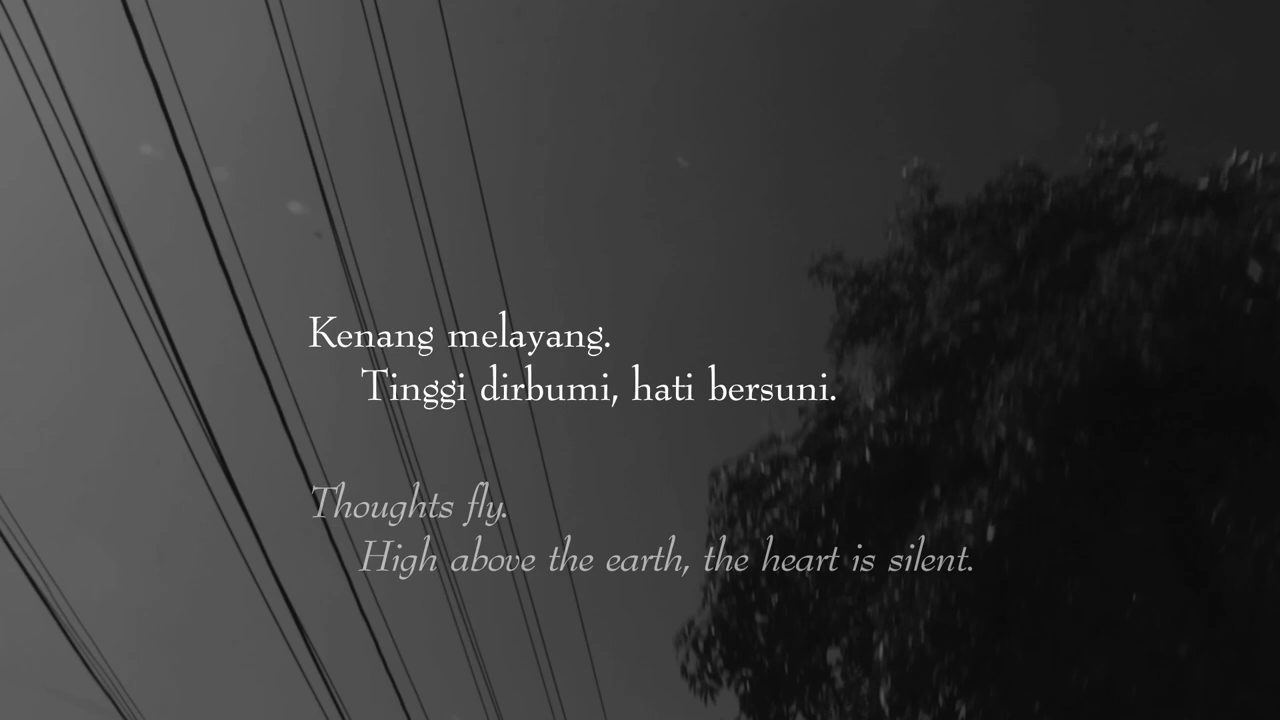 Kenang melayang.
Tinggi dirbumi, hati bersuni.
Thoughts fly.
High above the earth, the heart is silent.